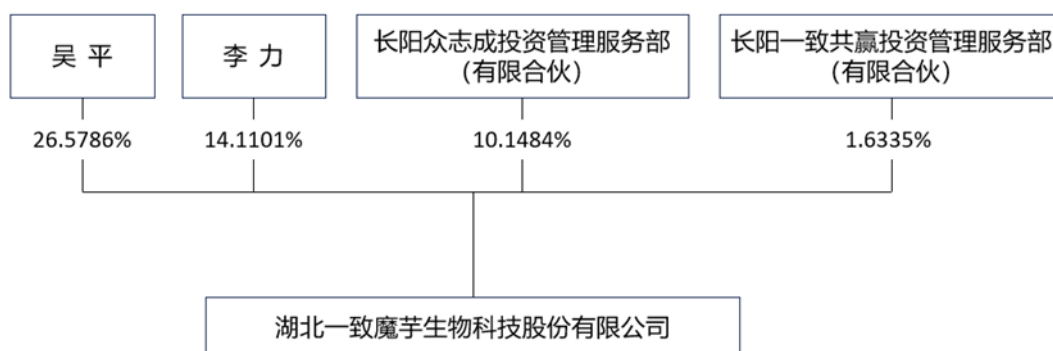 吴 平
李 力
长阳众志成投资管理服务部
（有限合伙）
长阳一致共赢投资管理服务部
（有限合伙）
26.5786%
14.1101%
10.1484%
1.6335%
湖北一致魔芋生物科技股份有限公司